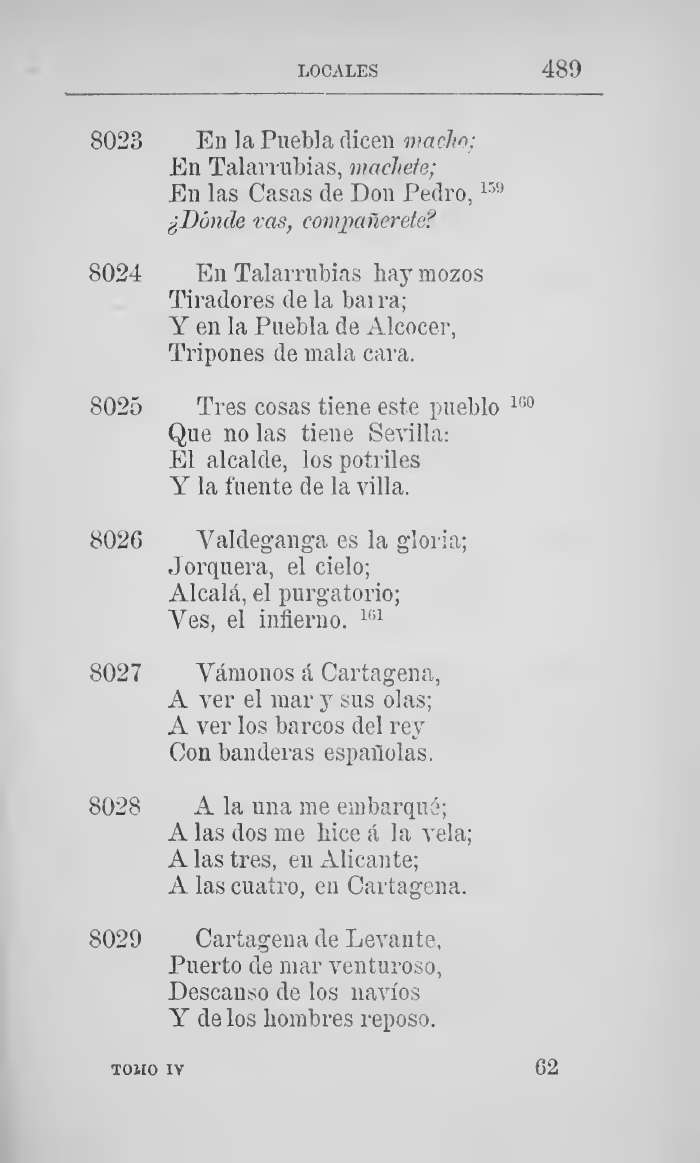 LOCALES 489
8023 En la Puebla dicen macho;
En Talarrubias, machete;
En las Casas de Don Pedro, 159
¿Dónde vas, compañerete?
8024 En Talarrubias hay mozos
Tiradores de la barra;
Y en la Puebla de Alcocer,
Tripones de mala cara.
8025 Tres cosas tiene este pueblo 160
Que no las tiene Sevilla:
El alcalde, los potriles
Y la fuente de la villa.
8026 Valdeganga es la gloria;
Jorquera, el cielo;
Alcalá, el purgatorio;
Ves, el infierno. 161
8027 Vámonos á Cartagena,
A ver el mar y sus olas;
A ver los barcos del rey
Con banderas españolas.
8028 A la una me embarqué;
A las dos me hice á la vela;
A las tres, en Alicante;
A las cuatro, en Cartagena.
8029 Cartagena de Levante,
Puerto de mar venturoso,
Descanso de los navíos
Y de los hombres reposo.
TOMO IV 62